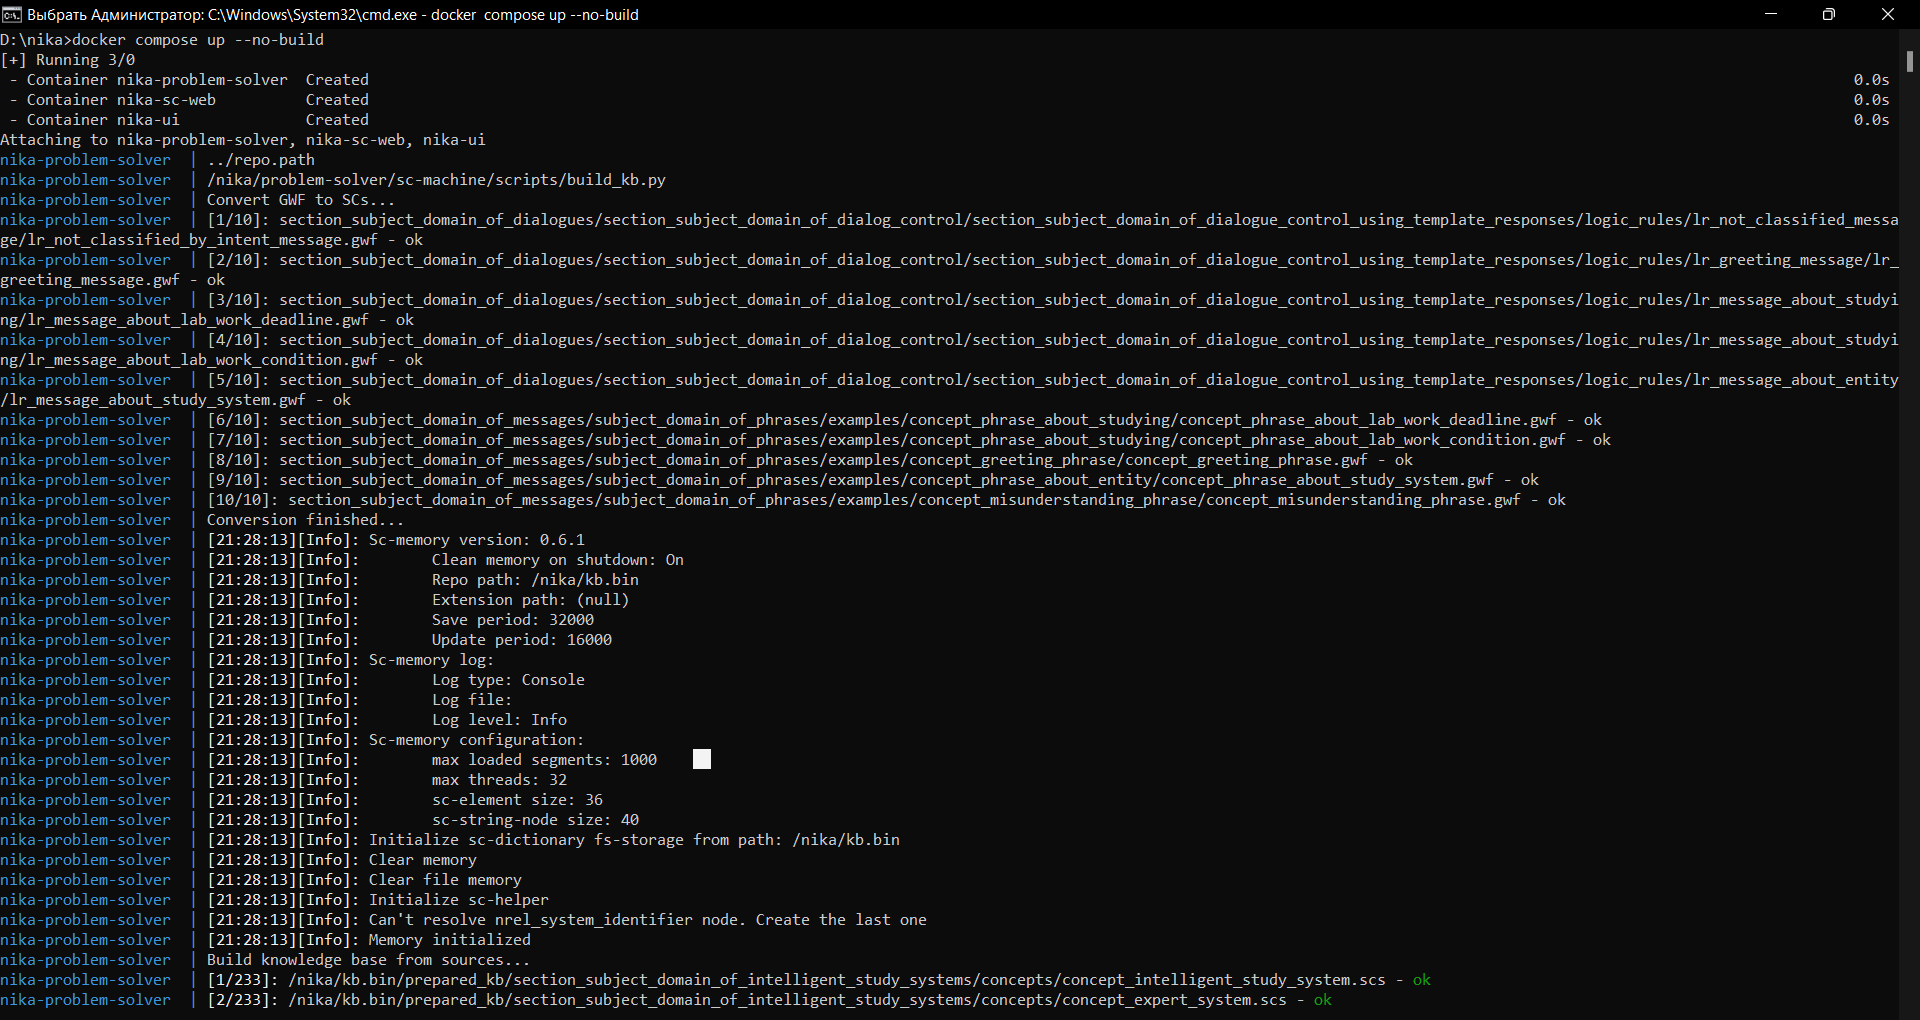 Выбрать Администратор: C:\Windows\System32\cmd.exe - docker  compose up --no-build
D:\nika>docker compose up --no-build
[+] Running 3/0
 - Container nika-problem-solver  Created                                                                 0.0s
 - Container nika-sc-web          Created                                                                 0.0s
 - Container nika-ui              Created                                                                 0.0s
Attaching to nika-problem-solver, nika-sc-web, nika-ui
nika-problem-solver  | ../repo.path
nika-problem-solver  | /nika/problem-solver/sc-machine/scripts/build_kb.py
nika-problem-solver  | Convert GWF to SCs...
nika-problem-solver  | [1/10]: section_subject_domain_of_dialogues/section_subject_domain_of_dialog_control/section_subject_domain_of_dialogue_control_using_template_responses/logic_rules/lr_not_classified_messa
ge/lr_not_classified_by_intent_message.gwf - ok
nika-problem-solver  | [2/10]: section_subject_domain_of_dialogues/section_subject_domain_of_dialog_control/section_subject_domain_of_dialogue_control_using_template_responses/logic_rules/lr_greeting_message/lr_
greeting_message.gwf - ok
nika-problem-solver  | [3/10]: section_subject_domain_of_dialogues/section_subject_domain_of_dialog_control/section_subject_domain_of_dialogue_control_using_template_responses/logic_rules/lr_message_about_studyi
ng/lr_message_about_lab_work_deadline.gwf - ok
nika-problem-solver  | [4/10]: section_subject_domain_of_dialogues/section_subject_domain_of_dialog_control/section_subject_domain_of_dialogue_control_using_template_responses/logic_rules/lr_message_about_studyi
ng/lr_message_about_lab_work_condition.gwf - ok
nika-problem-solver  | [5/10]: section_subject_domain_of_dialogues/section_subject_domain_of_dialog_control/section_subject_domain_of_dialogue_control_using_template_responses/logic_rules/lr_message_about_entity
/lr_message_about_study_system.gwf - ok
nika-problem-solver  | [6/10]: section_subject_domain_of_messages/subject_domain_of_phrases/examples/concept_phrase_about_studying/concept_phrase_about_lab_work_deadline.gwf - ok
nika-problem-solver  | [7/10]: section_subject_domain_of_messages/subject_domain_of_phrases/examples/concept_phrase_about_studying/concept_phrase_about_lab_work_condition.gwf - ok
nika-problem-solver  | [8/10]: section_subject_domain_of_messages/subject_domain_of_phrases/examples/concept_greeting_phrase/concept_greeting_phrase.gwf - ok
nika-problem-solver  | [9/10]: section_subject_domain_of_messages/subject_domain_of_phrases/examples/concept_phrase_about_entity/concept_phrase_about_study_system.gwf - ok
nika-problem-solver  | [10/10]: section_subject_domain_of_messages/subject_domain_of_phrases/examples/concept_misunderstanding_phrase/concept_misunderstanding_phrase.gwf - ok
nika-problem-solver  | Conversion finished...
nika-problem-solver  | [21:28:13][Info]: Sc-memory version: 0.6.1
nika-problem-solver  | [21:28:13][Info]:        Clean memory on shutdown: On
nika-problem-solver  | [21:28:13][Info]:        Repo path: /nika/kb.bin
nika-problem-solver  | [21:28:13][Info]:        Extension path: (null)
nika-problem-solver  | [21:28:13][Info]:        Save period: 32000
nika-problem-solver  | [21:28:13][Info]:        Update period: 16000
nika-problem-solver  | [21:28:13][Info]: Sc-memory log:
nika-problem-solver  | [21:28:13][Info]:        Log type: Console
nika-problem-solver  | [21:28:13][Info]:        Log file:
nika-problem-solver  | [21:28:13][Info]:        Log level: Info
nika-problem-solver  | [21:28:13][Info]: Sc-memory configuration:
nika-problem-solver  | [21:28:13][Info]:        max loaded segments: 1000
nika-problem-solver  | [21:28:13][Info]:        max threads: 32
nika-problem-solver  | [21:28:13][Info]:        sc-element size: 36
nika-problem-solver  | [21:28:13][Info]:        sc-string-node size: 40
nika-problem-solver  | [21:28:13][Info]: Initialize sc-dictionary fs-storage from path: /nika/kb.bin
nika-problem-solver  | [21:28:13][Info]: Clear memory
nika-problem-solver  | [21:28:13][Info]: Clear file memory
nika-problem-solver  | [21:28:13][Info]: Initialize sc-helper
nika-problem-solver  | [21:28:13][Info]: Can't resolve nrel_system_identifier node. Create the last one
nika-problem-solver  | [21:28:13][Info]: Memory initialized
nika-problem-solver  | Build knowledge base from sources...
nika-problem-solver  | [1/233]: /nika/kb.bin/prepared_kb/section_subject_domain_of_intelligent_study_systems/concepts/concept_intelligent_study_system.scs - ok
nika-problem-solver  | [2/233]: /nika/kb.bin/prepared_kb/section_subject_domain_of_intelligent_study_systems/concepts/concept_expert_system.scs - ok